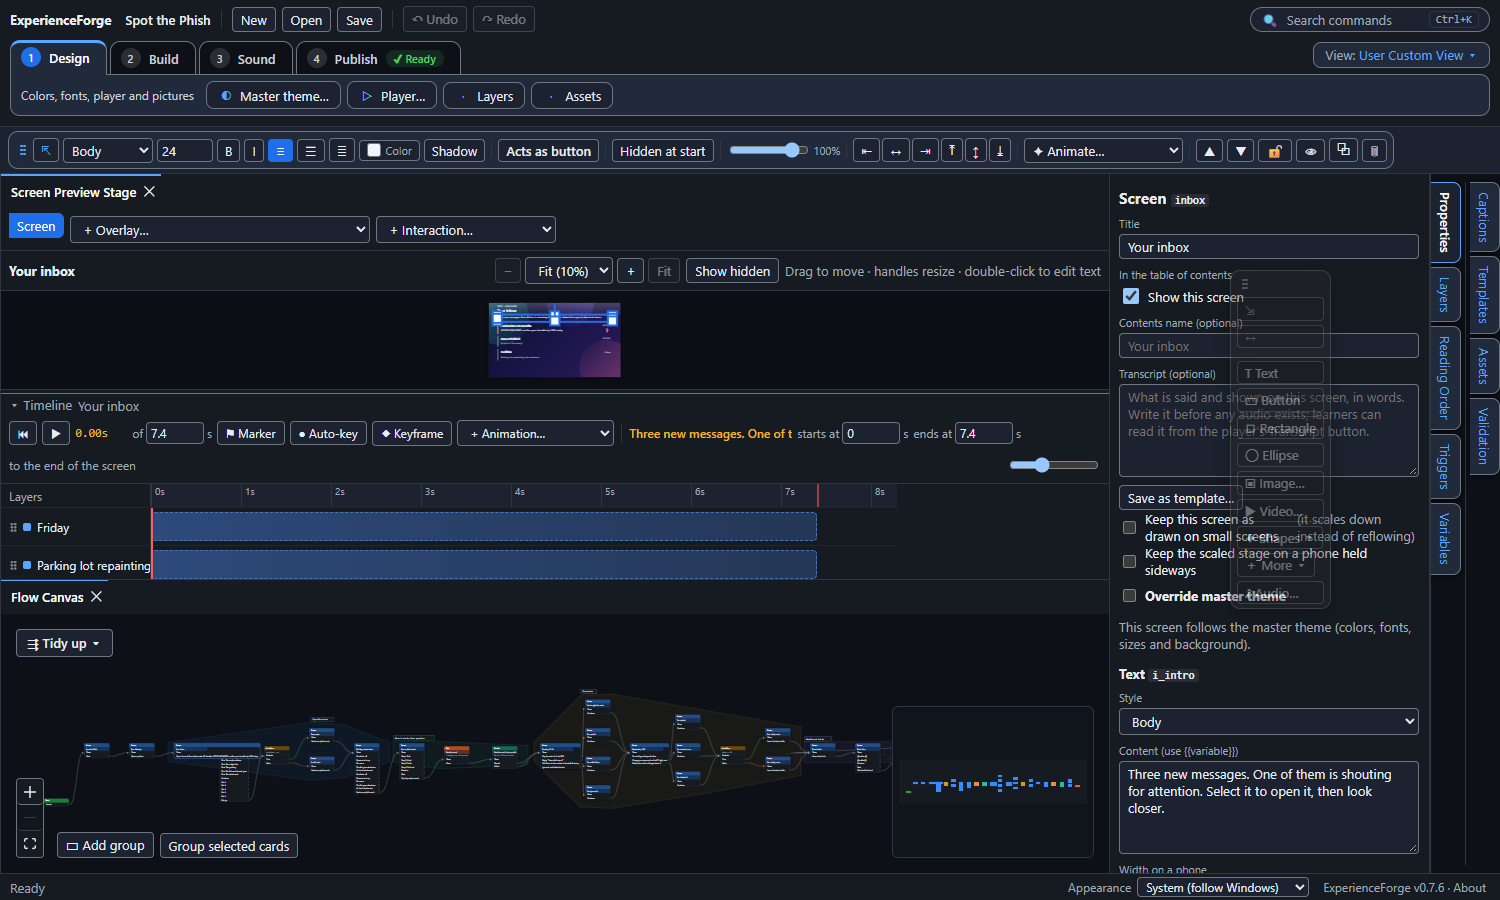 ExperienceForge Spot the Phish New Open Save Undo Redo Search commands Ctrl+K
1 Design 2 Build 3 Sound 4 Publish ✓ Ready View: User Custom View
Colors, fonts, player and pictures Master theme... Player... Layers Assets
Body 24 B I Color Shadow Acts as button Hidden at start 100% Animate...
Screen Preview Stage
Screen + Overlay... + Interaction...
Your inbox Fit (10%) + Fit Show hidden Drag to move · handles resize · double-click to edit text
Timeline Your inbox
0.00s of 7.4 s Marker Auto-key Keyframe + Animation... Three new messages. One of t starts at 0 s ends at 7.4 s
to the end of the screen
Layers 0s 1s 2s 3s 4s 5s 6s 7s 8s
Friday
Parking lot repainting
Flow Canvas
Tidy up
+
Add group Group selected cards
Screen inbox
Title
Your inbox
In the table of contents
Show this screen
Contents name (optional)
Your inbox
Transcript (optional)
What is said and shown on this screen, in words.
Write it before any audio exists; learners can
read it from the player's Transcript button.
Save as template...
Keep this screen as drawn on small screens (it scales down instead of reflowing)
Keep the scaled stage on a phone held
sideways
Override master theme
This screen follows the master theme (colors, fonts,
sizes and background).
Text i_intro
Style
Body
Content (use {{variable}})
Three new messages. One of them is shouting
for attention. Select it to open it, then look
closer.
Width on a phone
T Text
Button
Rectangle
Ellipse
Image...
Video...
Shapes
+ More
Audio...
Properties
Layers
Reading Order
Triggers
Variables
Captions
Templates
Assets
Validation
Ready Appearance System (follow Windows) ExperienceForge v0.7.6 · About